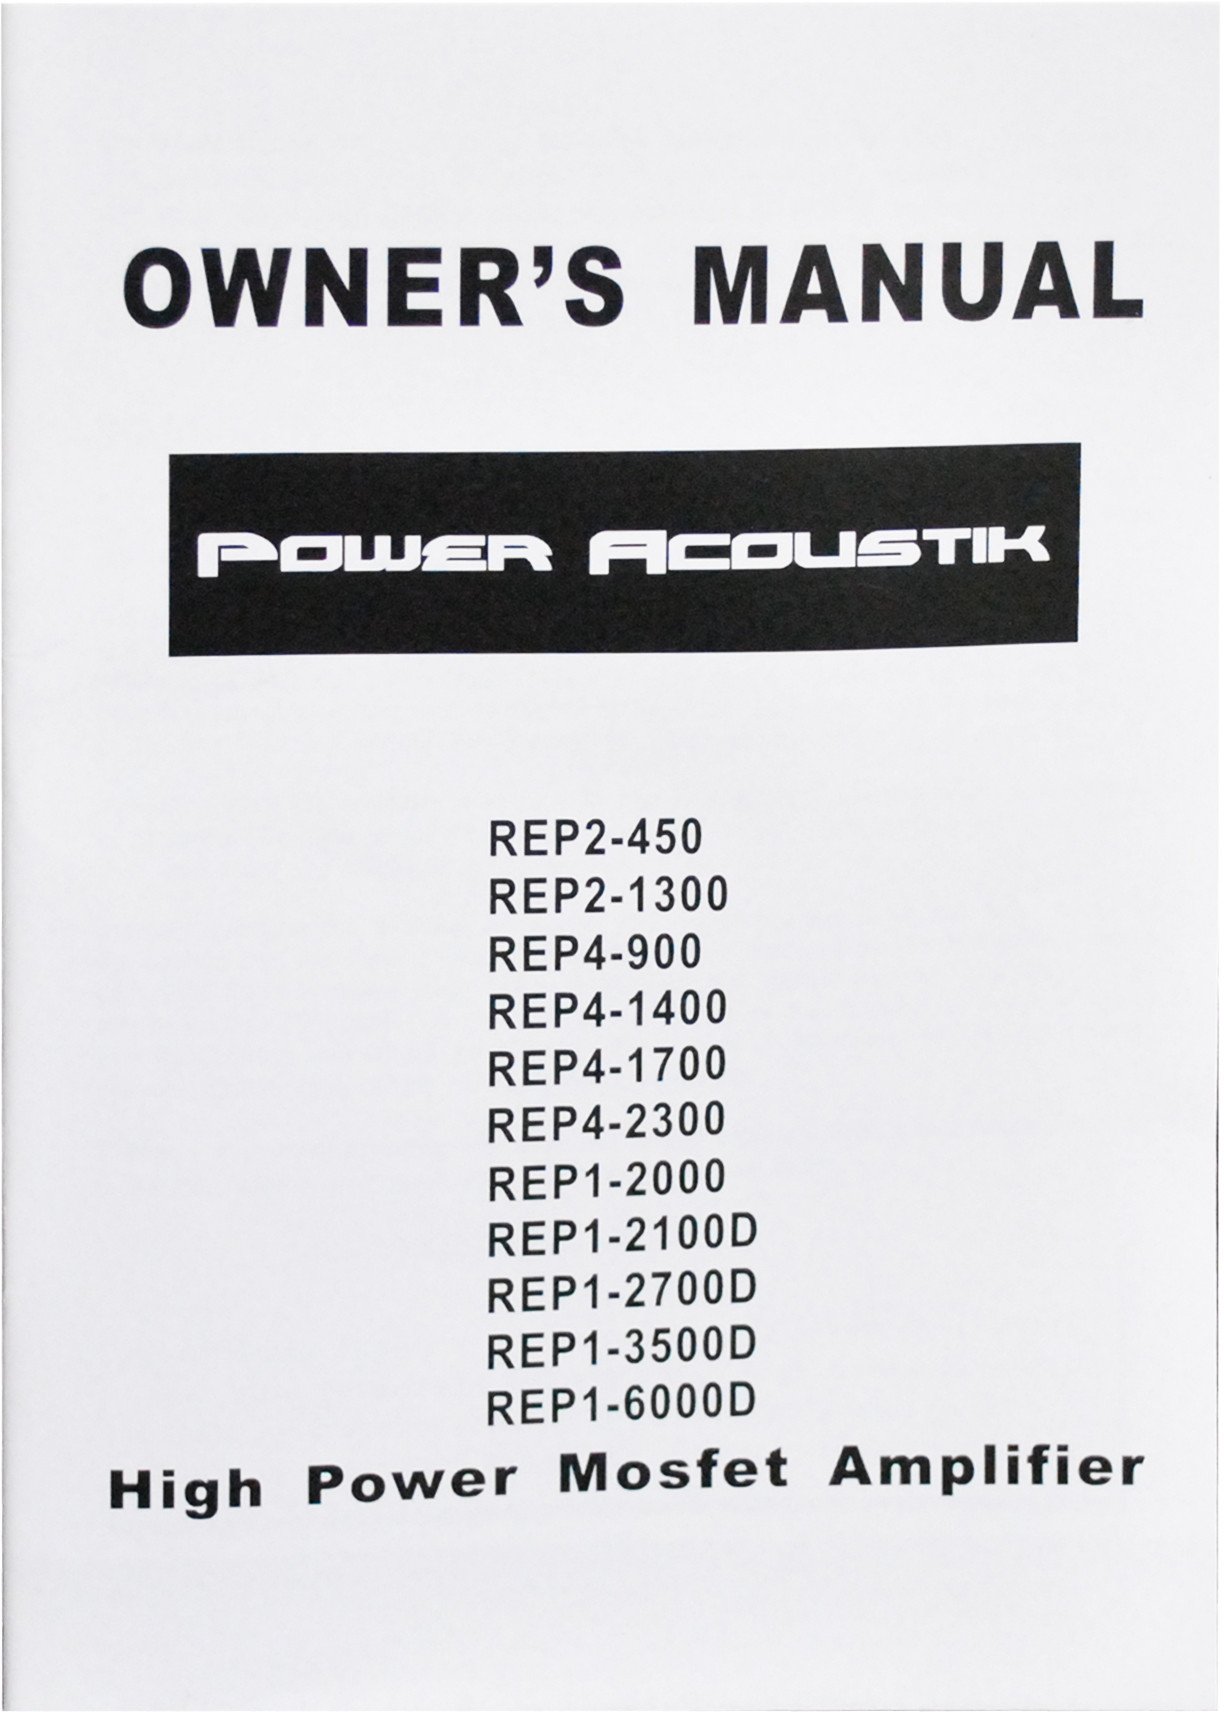 OWNER’S MANUAL
POWER ACOUSTIK
REP2-450
REP2-1300
REP4-900
REP4-1400
REP4-1700
REP4-2300
REP1-2000
REP1-2100D
REP1-2700D
REP1-3500D
REP1-6000D
High Power Mosfet Amplifier